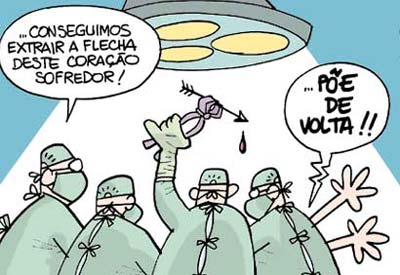 ...CONSEGUIMOS
EXTRAIR A FLECHA
DESTE CORAÇÃO
SOFREDOR!
...PÕE
DE
VOLTA!!